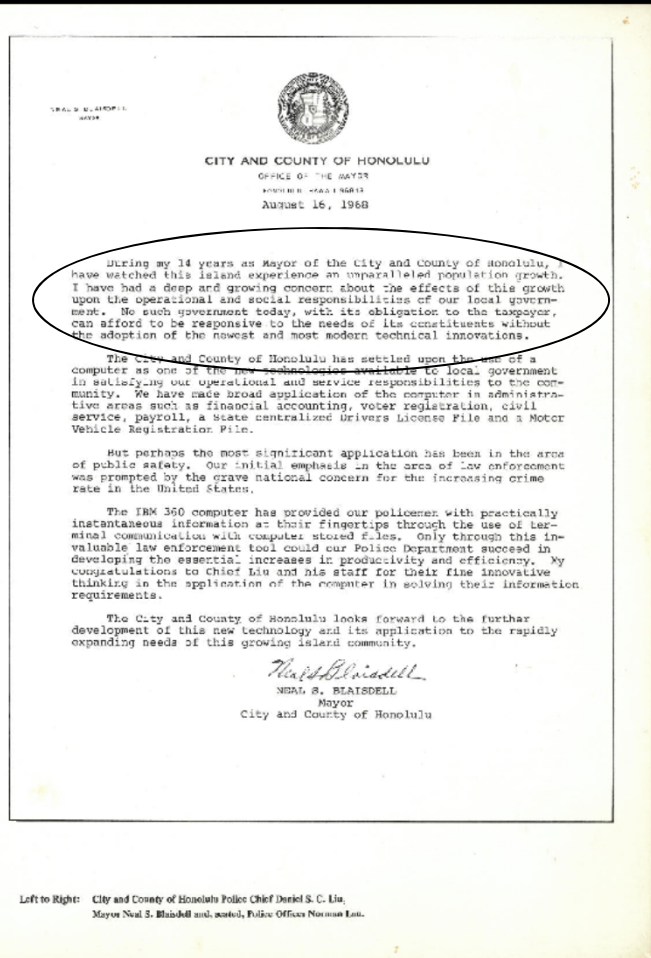 NEAL S. BLAISDELL
MAYOR
CITY AND COUNTY OF HONOLULU
OFFICE OF THE MAYOR
HONOLULU, HAWAII 96813
August 16, 1968
During my 14 years as Mayor of the City and County of Honolulu, I
have watched this island experience an unparalleled population growth.
I have had a deep and growing concern about the effects of this growth
upon the operational and social responsibilities of our local govern-
ment. No such government today, with its obligation to the taxpayer,
can afford to be responsive to the needs of its constituents without
the adoption of the newest and most modern technical innovations.
The City and County of Honolulu has settled upon the use of a
computer as one of the new technologies available to local government
in satisfying our operational and service responsibilities to the com-
munity. We have made broad application of the computer in administra-
tive areas such as financial accounting, voter registration, civil
service, payroll, a State centralized Drivers License File and a Motor
Vehicle Registration File.
But perhaps the most significant application has been in the area
of public safety. Our initial emphasis in the area of law enforcement
was prompted by the grave national concern for the increasing crime
rate in the United States.
The IBM 360 computer has provided our policemen with practically
instantaneous information at their fingertips through the use of ter-
minal communication with computer stored files. Only through this in-
valuable law enforcement tool could our Police Department succeed in
developing the essential increases in productivity and efficiency. My
congratulations to Chief Liu and his staff for their fine innovative
thinking in the application of the computer in solving their information
requirements.
The City and County of Honolulu looks forward to the further
development of this new technology and its application to the rapidly
expanding needs of this growing island community.
Neal S. Blaisdell
NEAL S. BLAISDELL
Mayor
City and County of Honolulu
Left to Right: City and County of Honolulu Police Chief Daniel S. C. Liu,
Mayor Neal S. Blaisdell and, seated, Police Officer Norman Lau.